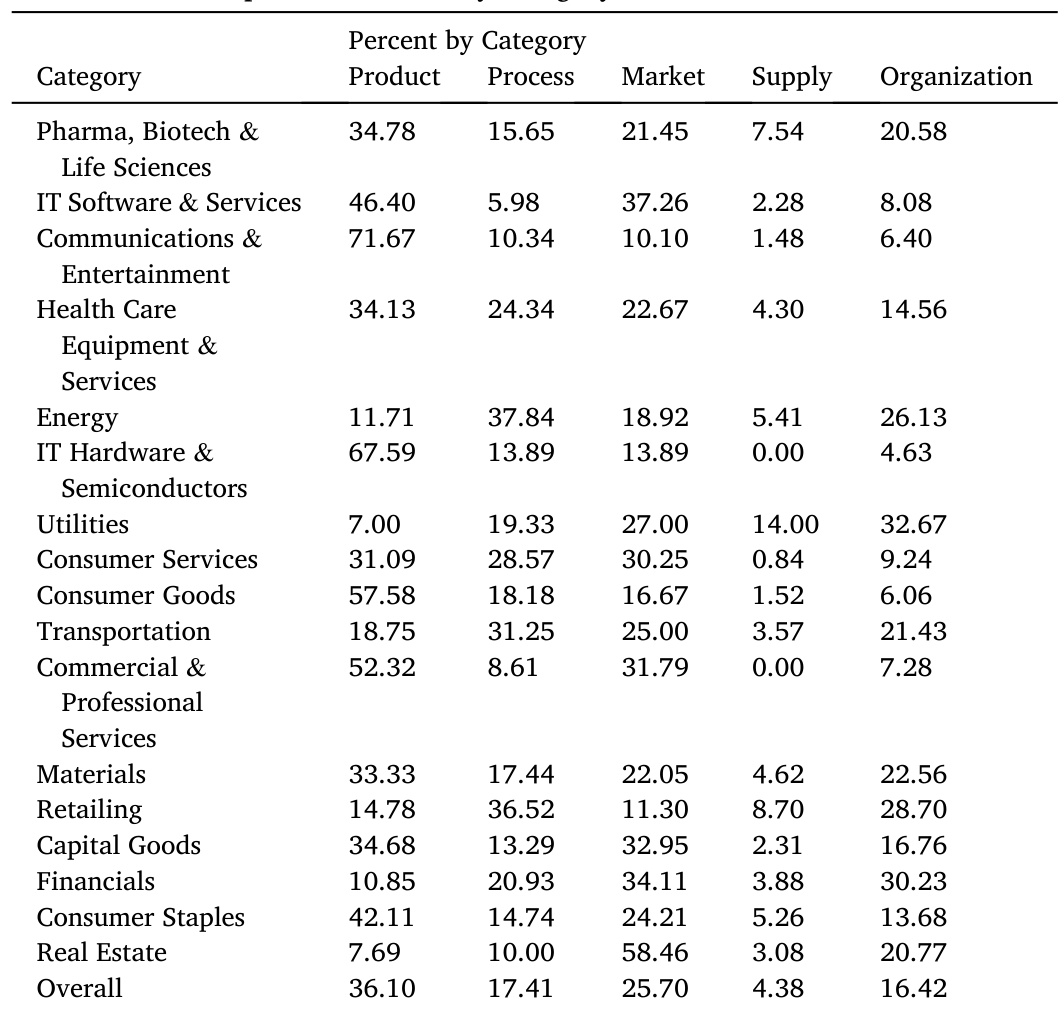 Percent by Category
Category Product Process Market Supply Organization
Pharma, Biotech & 34.78 15.65 21.45 7.54 20.58
Life Sciences
IT Software & Services 46.40 5.98 37.26 2.28 8.08
Communications & 71.67 10.34 10.10 1.48 6.40
Entertainment
Health Care 34.13 24.34 22.67 4.30 14.56
Equipment &
Services
Energy 11.71 37.84 18.92 5.41 26.13
IT Hardware & 67.59 13.89 13.89 0.00 4.63
Semiconductors
Utilities 7.00 19.33 27.00 14.00 32.67
Consumer Services 31.09 28.57 30.25 0.84 9.24
Consumer Goods 57.58 18.18 16.67 1.52 6.06
Transportation 18.75 31.25 25.00 3.57 21.43
Commercial & 52.32 8.61 31.79 0.00 7.28
Professional
Services
Materials 33.33 17.44 22.05 4.62 22.56
Retailing 14.78 36.52 11.30 8.70 28.70
Capital Goods 34.68 13.29 32.95 2.31 16.76
Financials 10.85 20.93 34.11 3.88 30.23
Consumer Staples 42.11 14.74 24.21 5.26 13.68
Real Estate 7.69 10.00 58.46 3.08 20.77
Overall 36.10 17.41 25.70 4.38 16.42